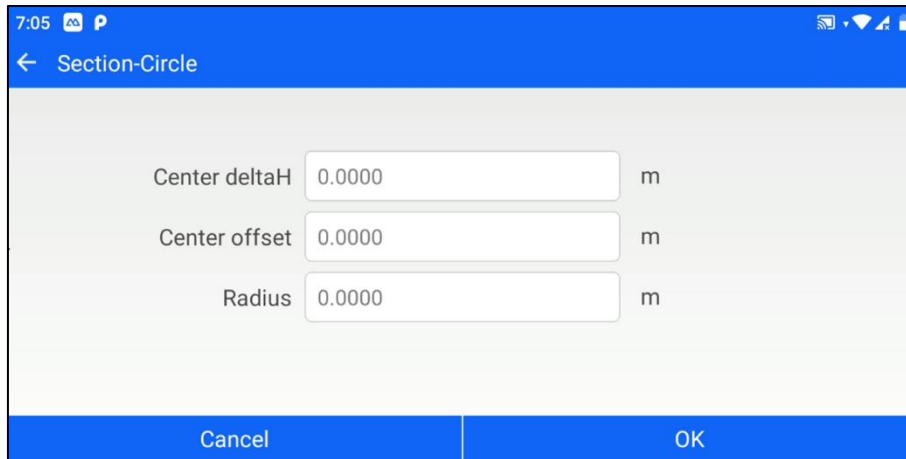 7:05 P
Section-Circle
Center deltaH 0.0000 m
Center offset 0.0000 m
Radius 0.0000 m
Cancel OK